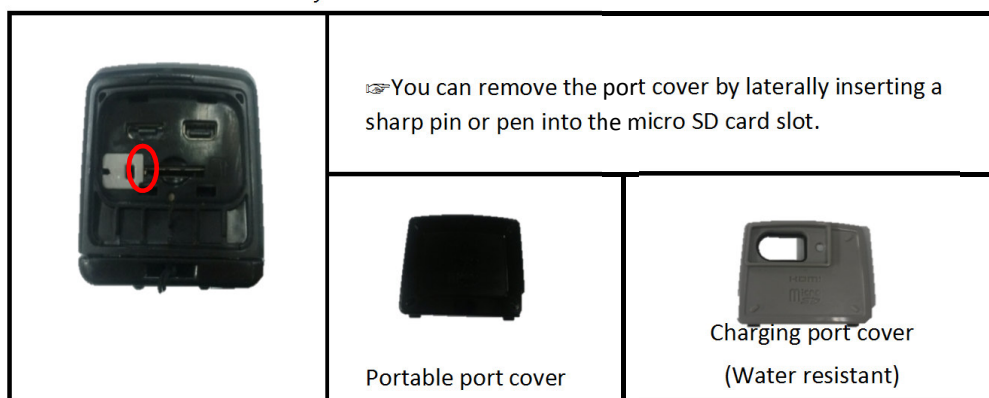 ☞You can remove the port cover by laterally inserting a
sharp pin or pen into the micro SD card slot.
Portable port cover
HDMI
Charging port cover
(Water resistant)